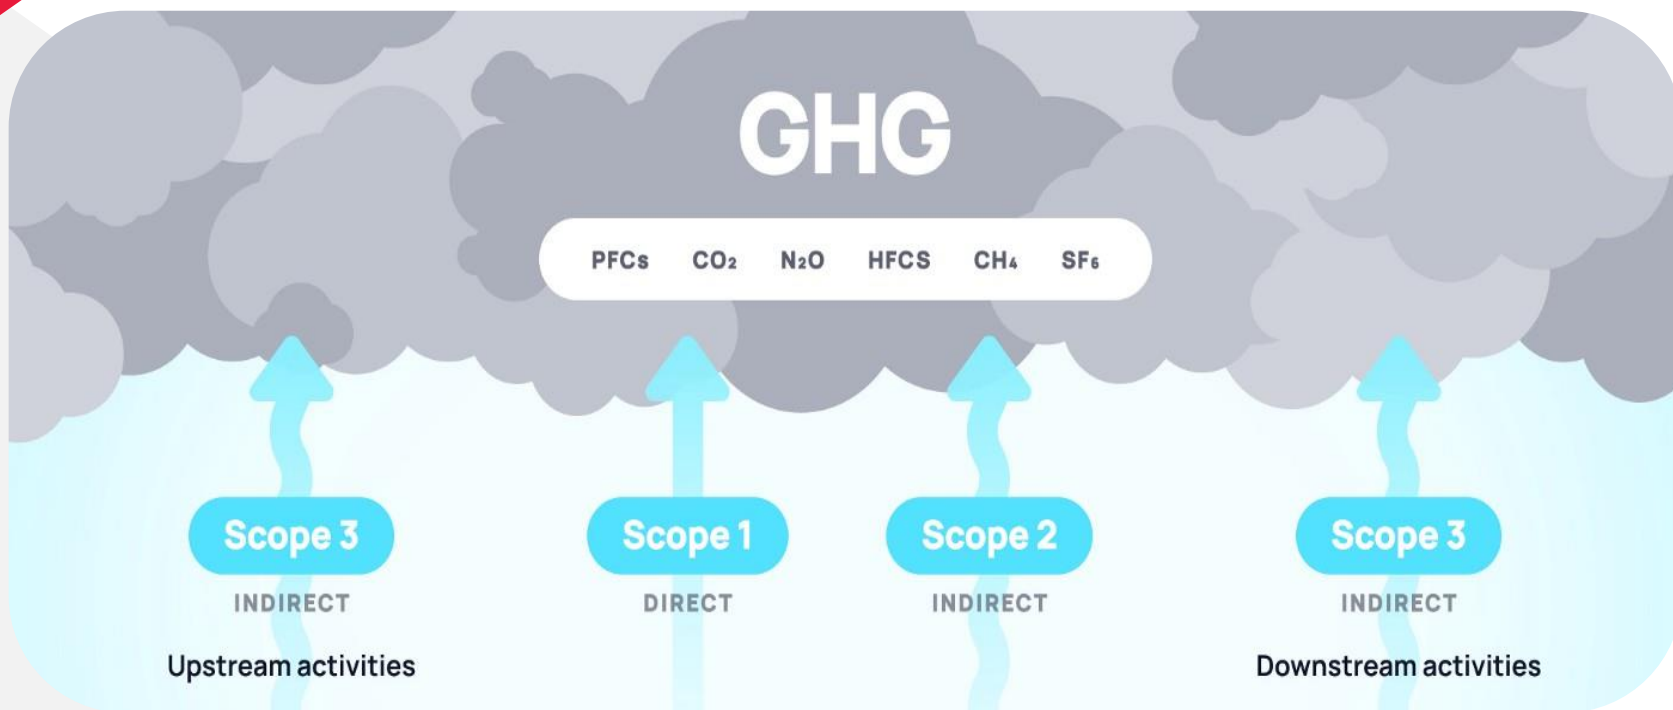 GHG
PFCs CO₂ N₂O HFCS CH₄ SF₆
Scope 3 Scope 1 Scope 2 Scope 3
INDIRECT DIRECT INDIRECT INDIRECT
Upstream activities Downstream activities